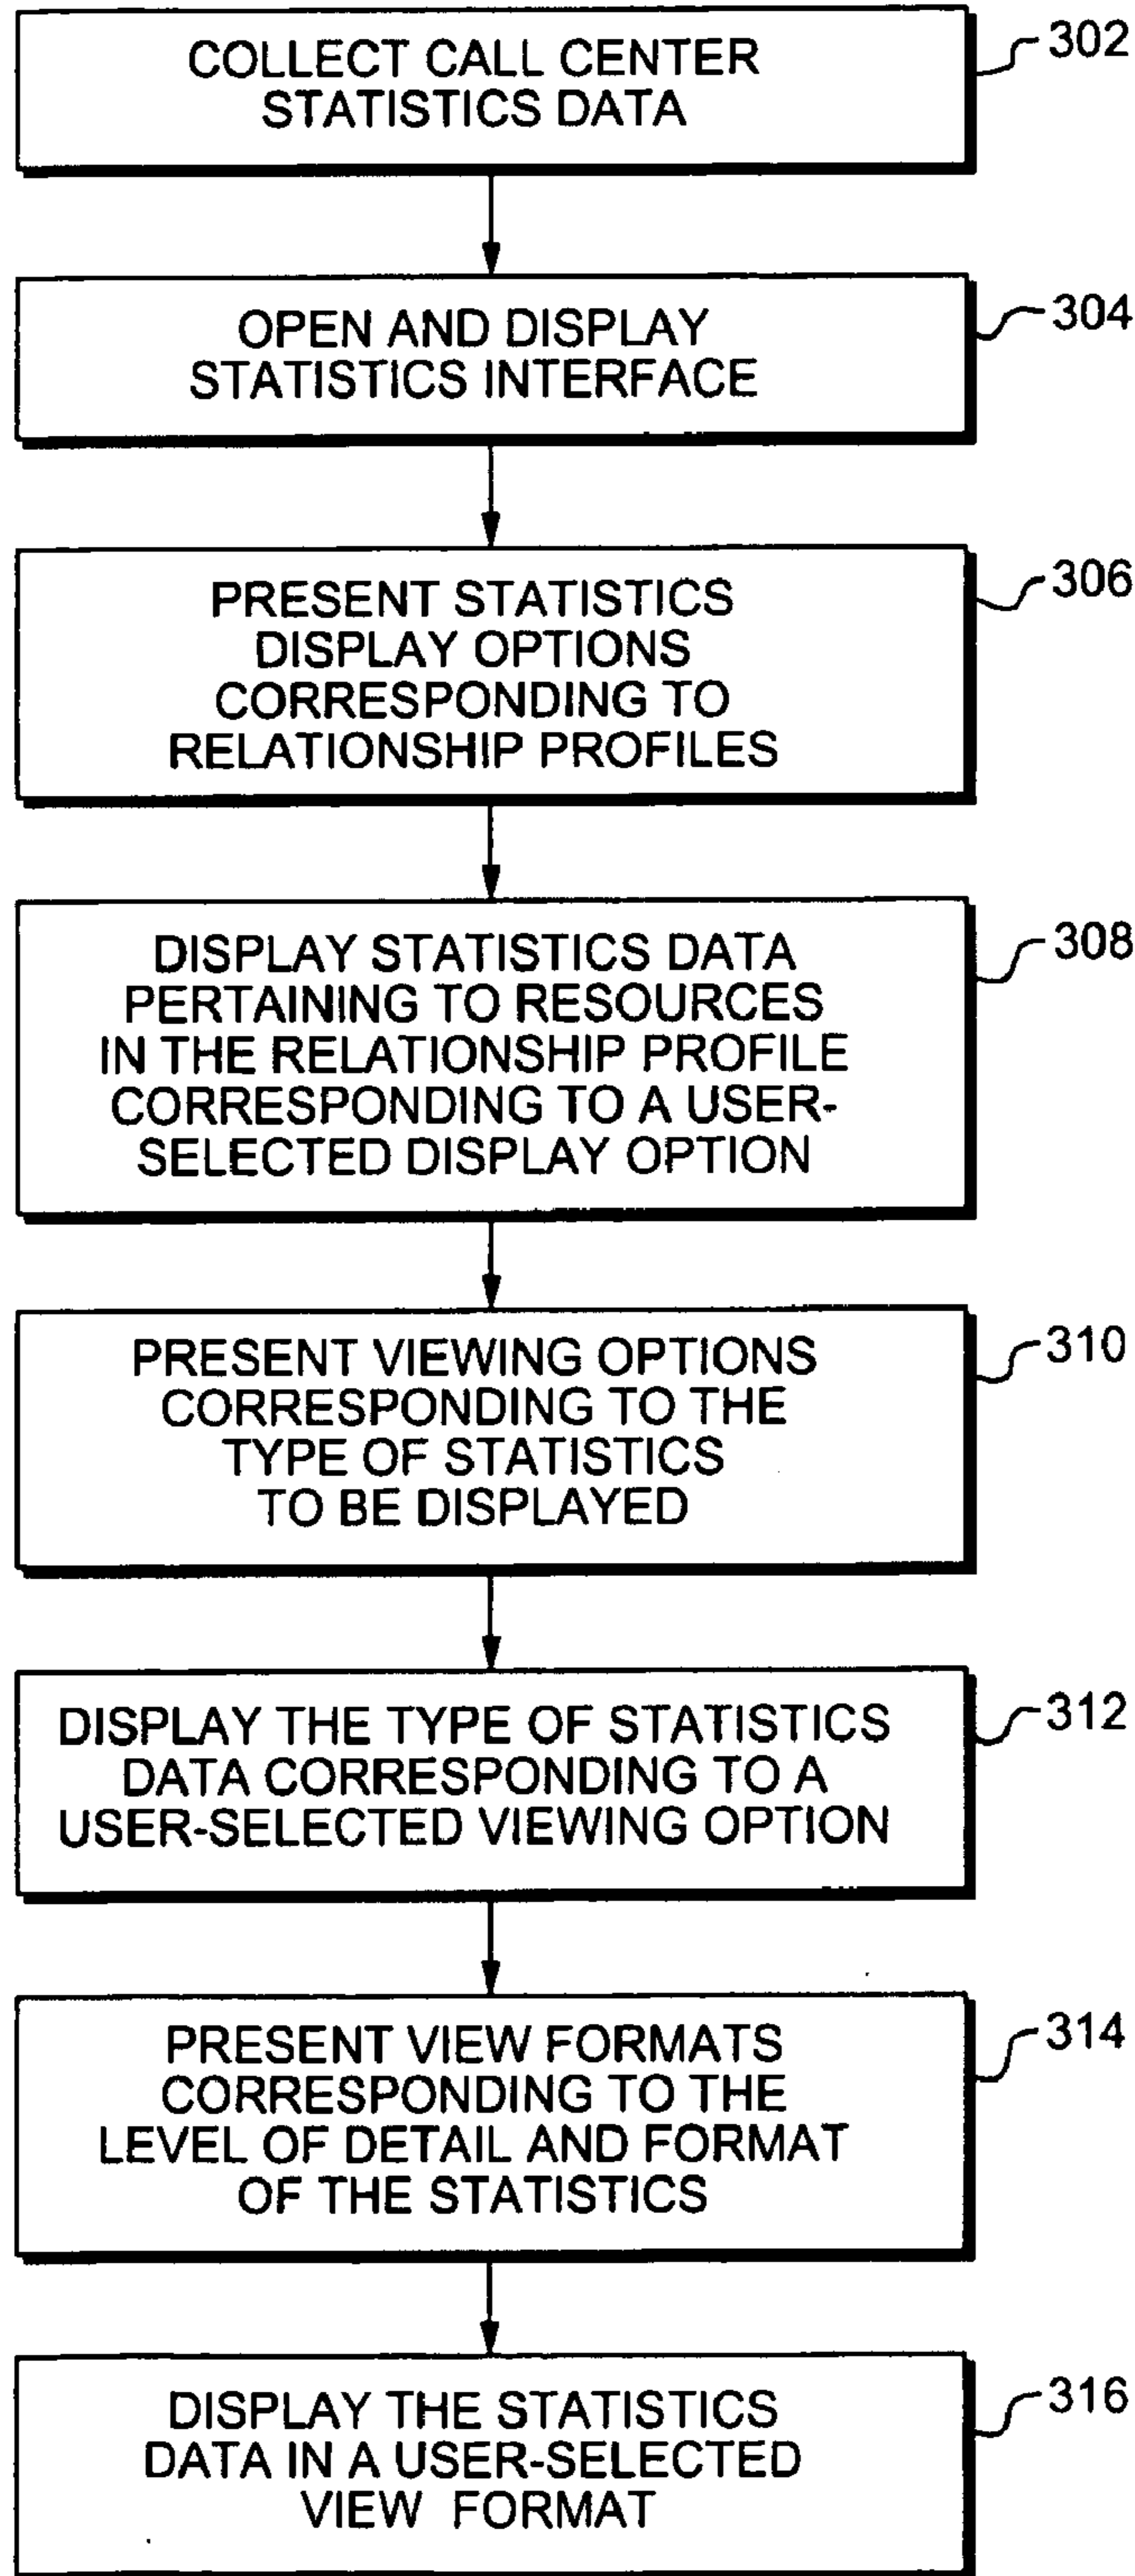 COLLECT CALL CENTER
STATISTICS DATA
302
OPEN AND DISPLAY
STATISTICS INTERFACE
304
PRESENT STATISTICS
DISPLAY OPTIONS
CORRESPONDING TO
RELATIONSHIP PROFILES
306
DISPLAY STATISTICS DATA
PERTAINING TO RESOURCES
IN THE RELATIONSHIP PROFILE
CORRESPONDING TO A USER-
SELECTED DISPLAY OPTION
308
PRESENT VIEWING OPTIONS
CORRESPONDING TO THE
TYPE OF STATISTICS
TO BE DISPLAYED
310
DISPLAY THE TYPE OF STATISTICS
DATA CORRESPONDING TO A
USER-SELECTED VIEWING OPTION
312
PRESENT VIEW FORMATS
CORRESPONDING TO THE
LEVEL OF DETAIL AND FORMAT
OF THE STATISTICS
314
DISPLAY THE STATISTICS
DATA IN A USER-SELECTED
VIEW FORMAT
316